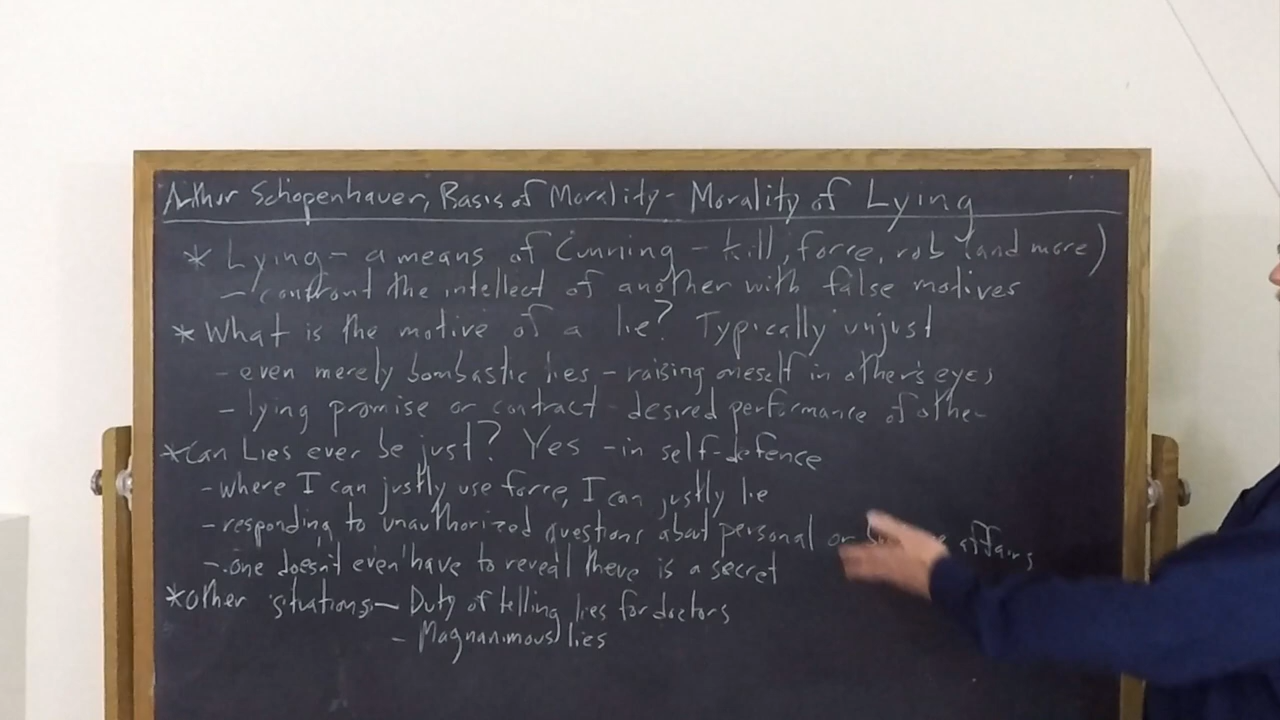 Arthur Schopenhauer, Basis of Morality - Morality of Lying
* Lying - a means of Cunning - kill, force, rob (and more)
- confront the intellect of another with false motives
* What is the motive of a lie? Typically unjust
- even merely bombastic lies - raising oneself in other's eyes
- lying promise or contract - desired performance of othe
* Can Lies ever be just? Yes - in self-defence
- where I can justly use force, I can justly lie
- responding to unauthorized questions about personal or affairs
- one doesn't even have to reveal there is a secret
* Other situations - Duty of telling lies for doctors
- Magnanimous lies